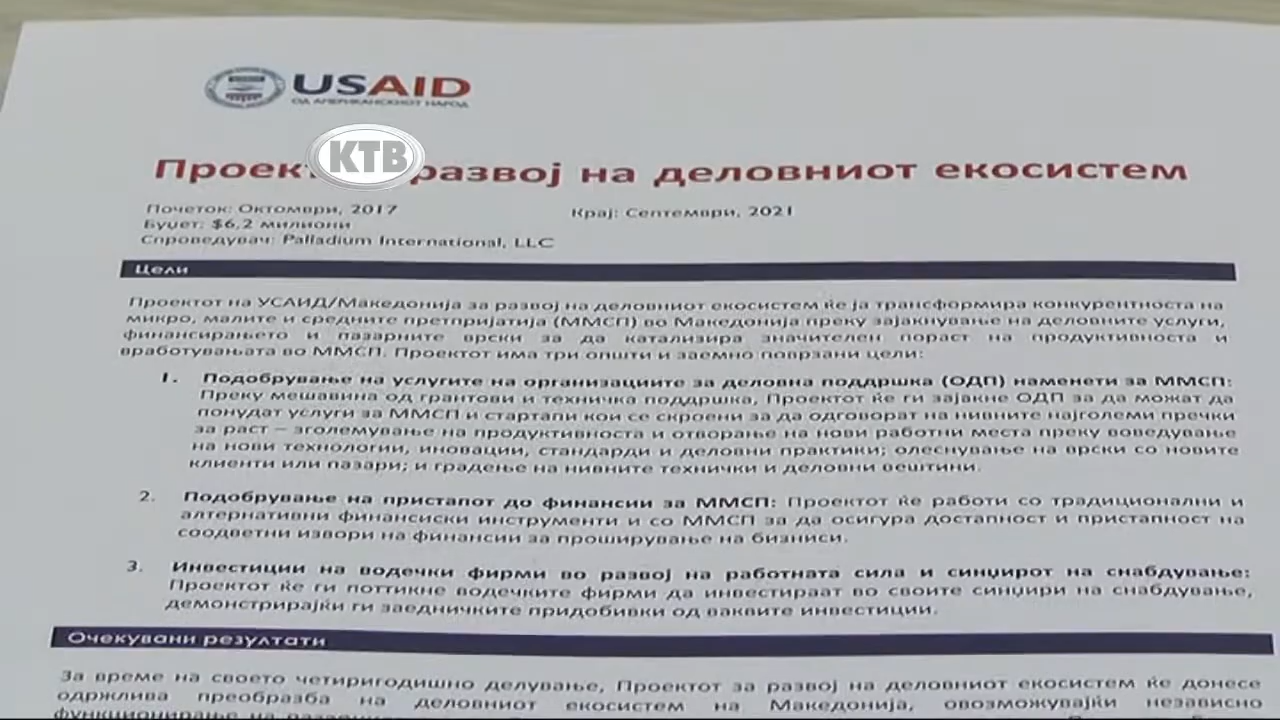 USAID
ОД АМЕРИКАНСКИОТ НАРОД
КТВ
Проект развој на деловниот екосистем
Почеток: Октомври, 2017 Крај: Септември, 2021
Буџет: $6,2 милиони
Спроведувач: Palladium International, LLC
Цели
Проектот на УСАИД/Македонија за развој на деловниот екосистем ќе ја трансформира конкурентноста на
микро, малите и средните претпријатија (ММСП) во Македонија преку зајакнување на деловните услуги,
финансирањето и пазарните врски за да катализира значителен пораст на продуктивноста и
вработувањата во ММСП. Проектот има три општи и заемно поврзани цели:
1. Подобрување на услугите на организациите за деловна поддршка (ОДП) наменети за ММСП:
Преку мешавина од грантови и техничка поддршка, Проектот ќе ги зајакне ОДП за да можат да
понудат услуги за ММСП и стартапи кои се скроени за да одговорат на нивните најголеми пречки
за раст – зголемување на продуктивноста и отворање на нови работни места преку воведување
на нови технологии, иновации, стандарди и деловни практики; олеснување на врски со новите
клиенти или пазари; и градење на нивните технички и деловни вештини.
2. Подобрување на пристапот до финансии за ММСП: Проектот ќе работи со традиционални и
алтернативни финансиски инструменти и со ММСП за да осигура достапност и пристапност на
соодветни извори на финансии за проширување на бизниси.
3. Инвестиции на водечки фирми во развој на работната сила и синџирот на снабдување:
Проектот ќе ги поттикне водечките фирми да инвестираат во своите синџири на снабдување,
демонстрирајќи ги заедничките придобивки од ваквите инвестиции.
Очекувани резултати
За време на своето четиригодишно делување, Проектот за развој на деловниот екосистем ќе донесе
одржлива преобразба на деловниот екосистем на Македонија, овозможувајќи независно
функционирање на